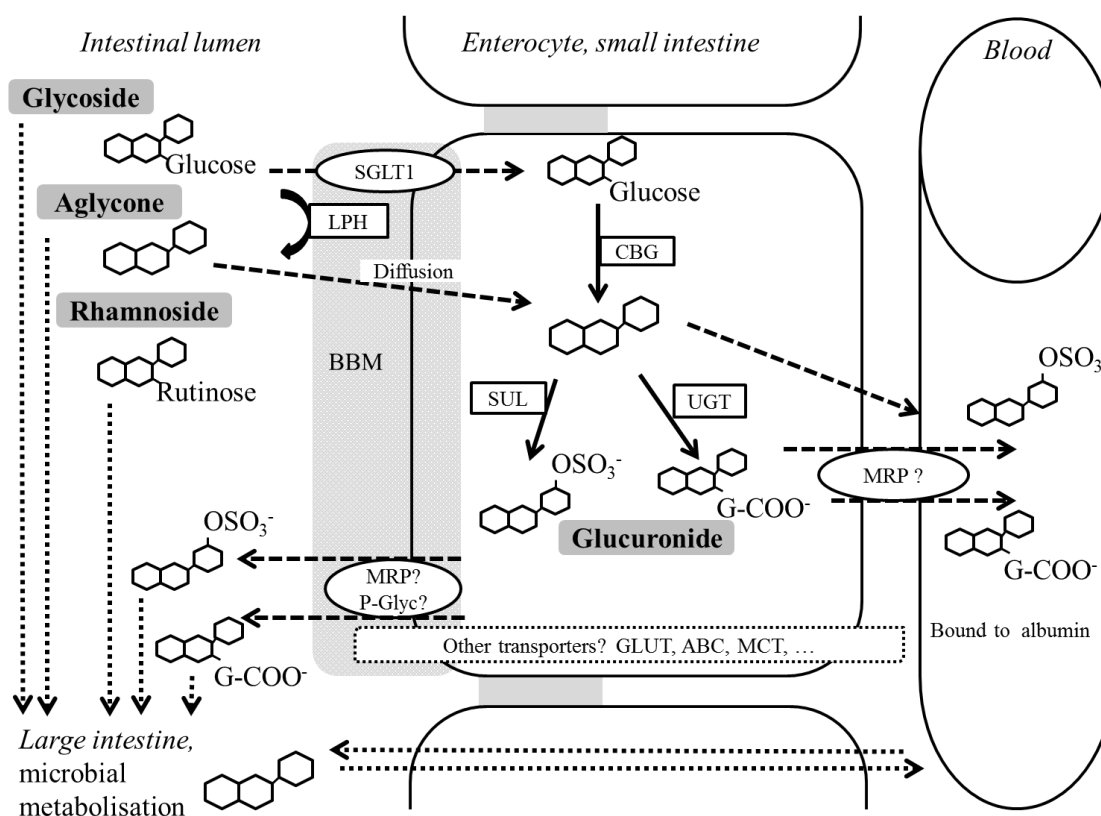 Intestinal lumen
Enterocyte, small intestine
Blood
Glycoside
Glucose
SGLT1
Glucose
Aglycone
LPH
CBG
Diffusion
Rhamnoside
BBM
Rutinose
SUL
UGT
OSO3
OSO3-
G-COO-
MRP ?
Glucuronide
G-COO-
OSO3-
MRP?
P-Glyc?
G-COO-
Bound to albumin
Other transporters? GLUT, ABC, MCT, …
Large intestine,
microbial
metabolisation